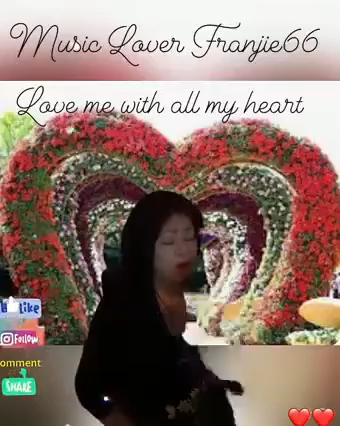 Music Lover Franjie66
Love me with all my heart
Like
Follow
omment
SHARE